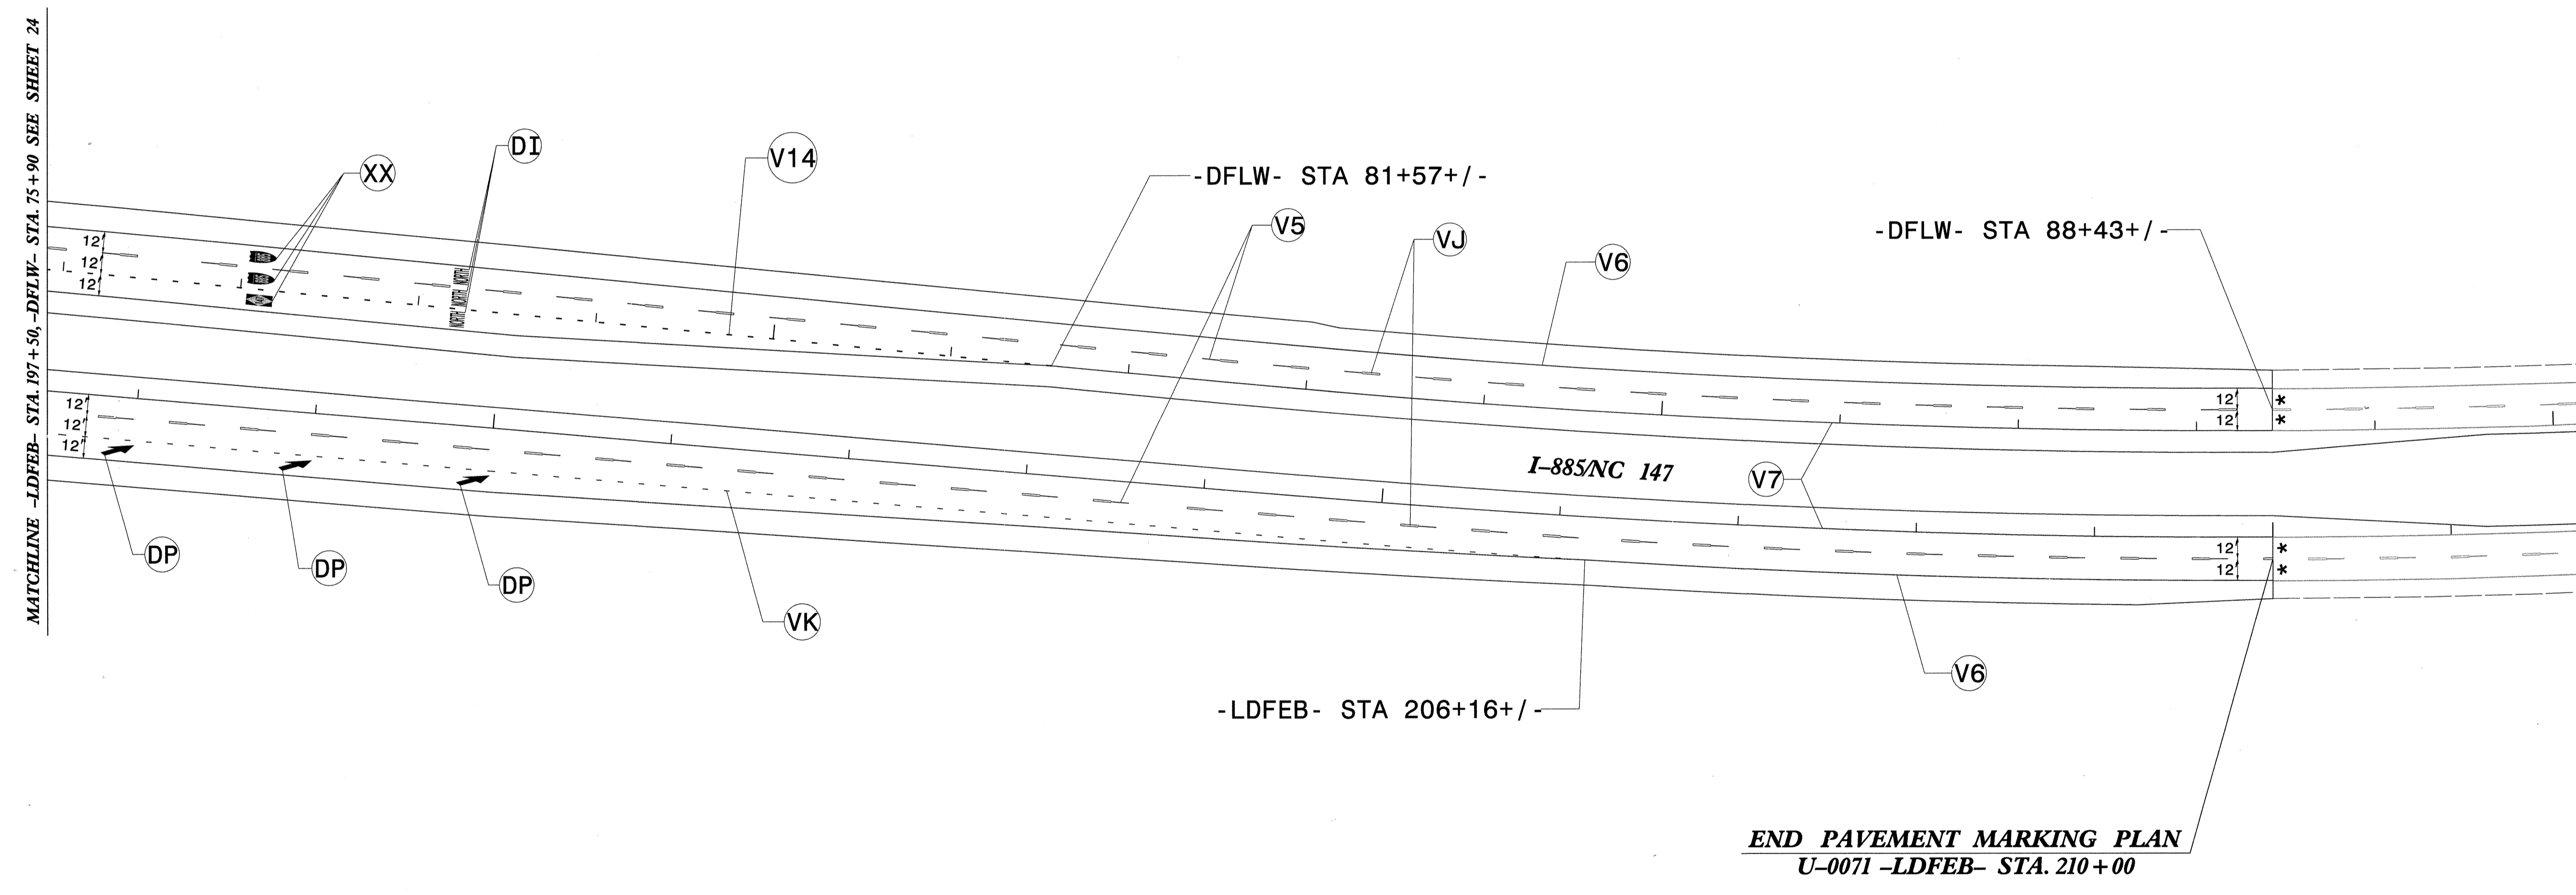 MATCHLINE -LDFEB- STA. 197+50, -DFLW- STA. 75+90 SEE SHEET 24
XX
DI
V14
-DFLW- STA 81+57+/-
V5
VJ
V6
-DFLW- STA 88+43+/-
12'
12'
12'
NORTH NORTH NORTH
12'
12'
*
*
12'
12'
12'
I-885/NC 147
V7
DP
DP
DP
VK
12'
12'
*
*
V6
-LDFEB- STA 206+16+/-
END PAVEMENT MARKING PLAN
U-0071 -LDFEB- STA. 210+00